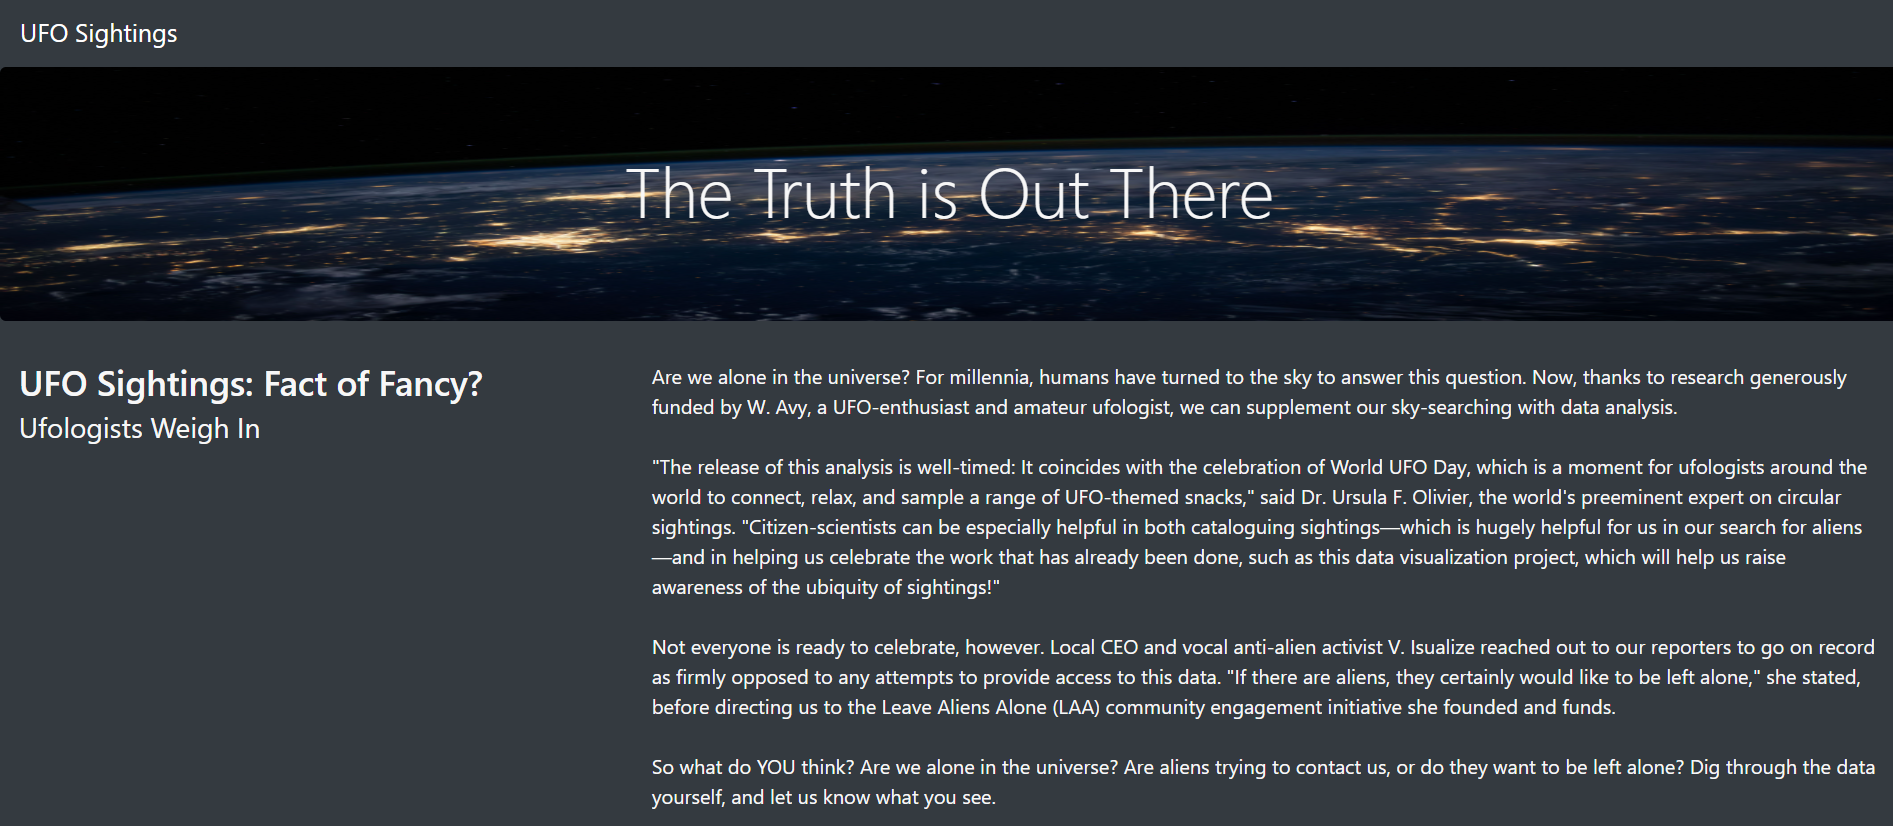 UFO Sightings
The Truth is Out There
UFO Sightings: Fact of Fancy?
Ufologists Weigh In
Are we alone in the universe? For millennia, humans have turned to the sky to answer this question. Now, thanks to research generously
funded by W. Avy, a UFO-enthusiast and amateur ufologist, we can supplement our sky-searching with data analysis.
"The release of this analysis is well-timed: It coincides with the celebration of World UFO Day, which is a moment for ufologists around the
world to connect, relax, and sample a range of UFO-themed snacks," said Dr. Ursula F. Olivier, the world's preeminent expert on circular
sightings. "Citizen-scientists can be especially helpful in both cataloguing sightings—which is hugely helpful for us in our search for aliens
—and in helping us celebrate the work that has already been done, such as this data visualization project, which will help us raise
awareness of the ubiquity of sightings!"
Not everyone is ready to celebrate, however. Local CEO and vocal anti-alien activist V. Isualize reached out to our reporters to go on record
as firmly opposed to any attempts to provide access to this data. "If there are aliens, they certainly would like to be left alone," she stated,
before directing us to the Leave Aliens Alone (LAA) community engagement initiative she founded and funds.
So what do YOU think? Are we alone in the universe? Are aliens trying to contact us, or do they want to be left alone? Dig through the data
yourself, and let us know what you see.